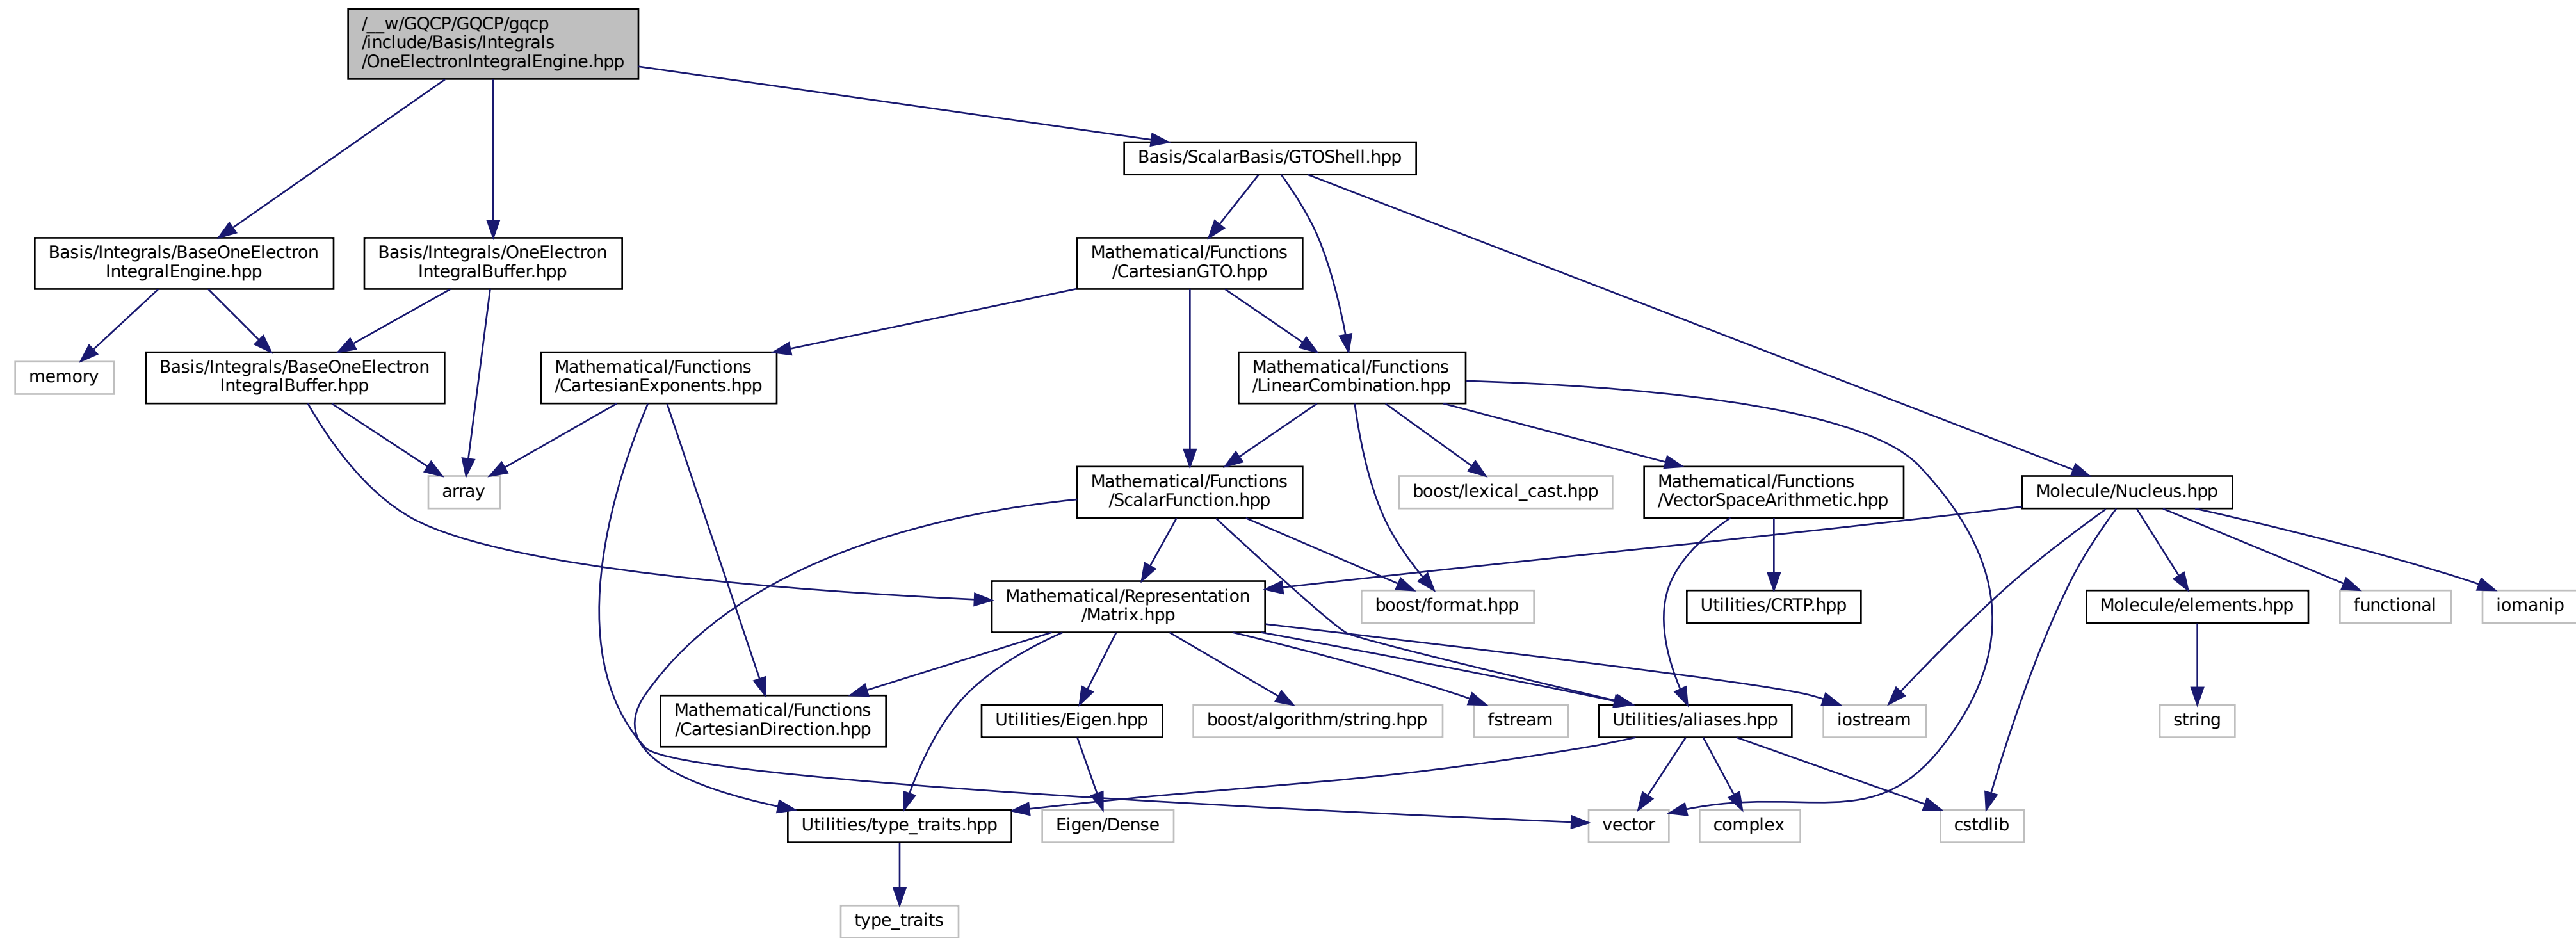 /__w/GQCP/GQCP/gqcp
/include/Basis/Integrals
/OneElectronIntegralEngine.hpp
Basis/ScalarBasis/GTOShell.hpp
Basis/Integrals/BaseOneElectron
IntegralEngine.hpp
Basis/Integrals/OneElectron
IntegralBuffer.hpp
Mathematical/Functions
/CartesianGTO.hpp
memory
Basis/Integrals/BaseOneElectron
IntegralBuffer.hpp
Mathematical/Functions
/CartesianExponents.hpp
Mathematical/Functions
/LinearCombination.hpp
array
Mathematical/Functions
/ScalarFunction.hpp
boost/lexical_cast.hpp
Mathematical/Functions
/VectorSpaceArithmetic.hpp
Molecule/Nucleus.hpp
Mathematical/Representation
/Matrix.hpp
boost/format.hpp
Utilities/CRTP.hpp
Molecule/elements.hpp
functional
iomanip
Mathematical/Functions
/CartesianDirection.hpp
Utilities/Eigen.hpp
boost/algorithm/string.hpp
fstream
Utilities/aliases.hpp
iostream
string
Utilities/type_traits.hpp
Eigen/Dense
vector
complex
cstdlib
type_traits